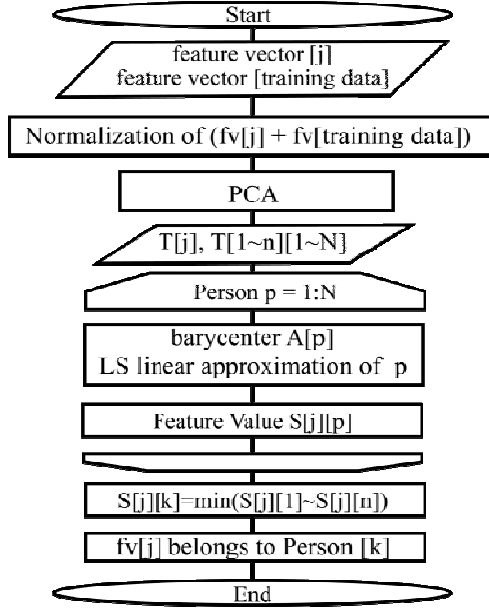 Start
feature vector [j]
feature vector [training data]
Normalization of (fv[j] + fv[training data])
PCA
T[j], T[1~n][1~N]
Person p = 1:N
barycenter A[p]
LS linear approximation of p
Feature Value S[j][p]
S[j][k]=min(S[j][1]~S[j][n])
fv[j] belongs to Person [k]
End